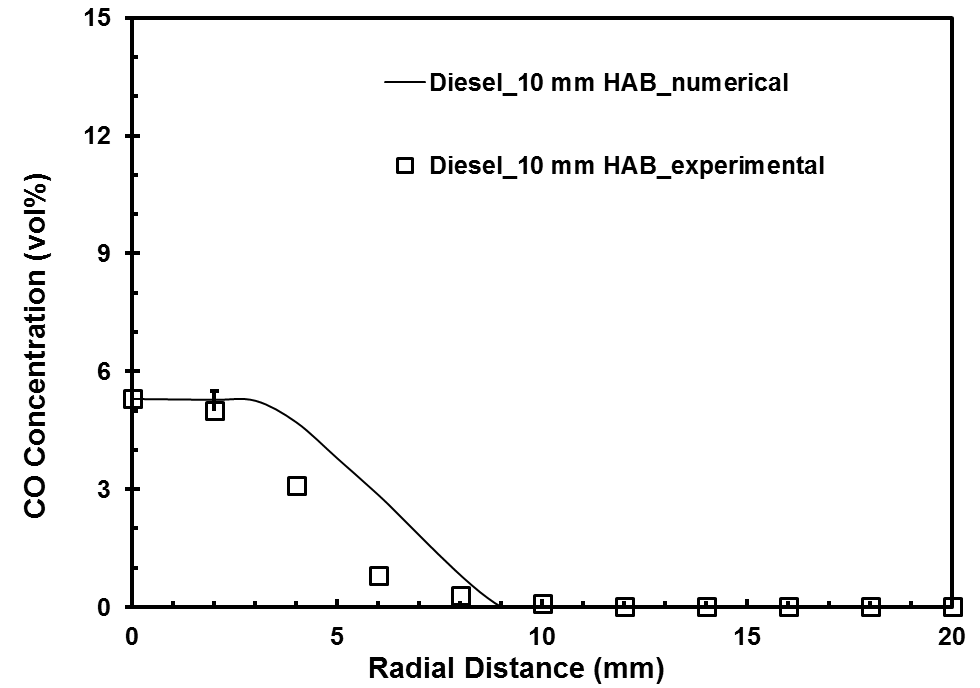 15
12
9
6
3
0
CO Concentration (vol%)
Diesel_10 mm HAB_numerical
Diesel_10 mm HAB_experimental
0 5 10 15 20
Radial Distance (mm)